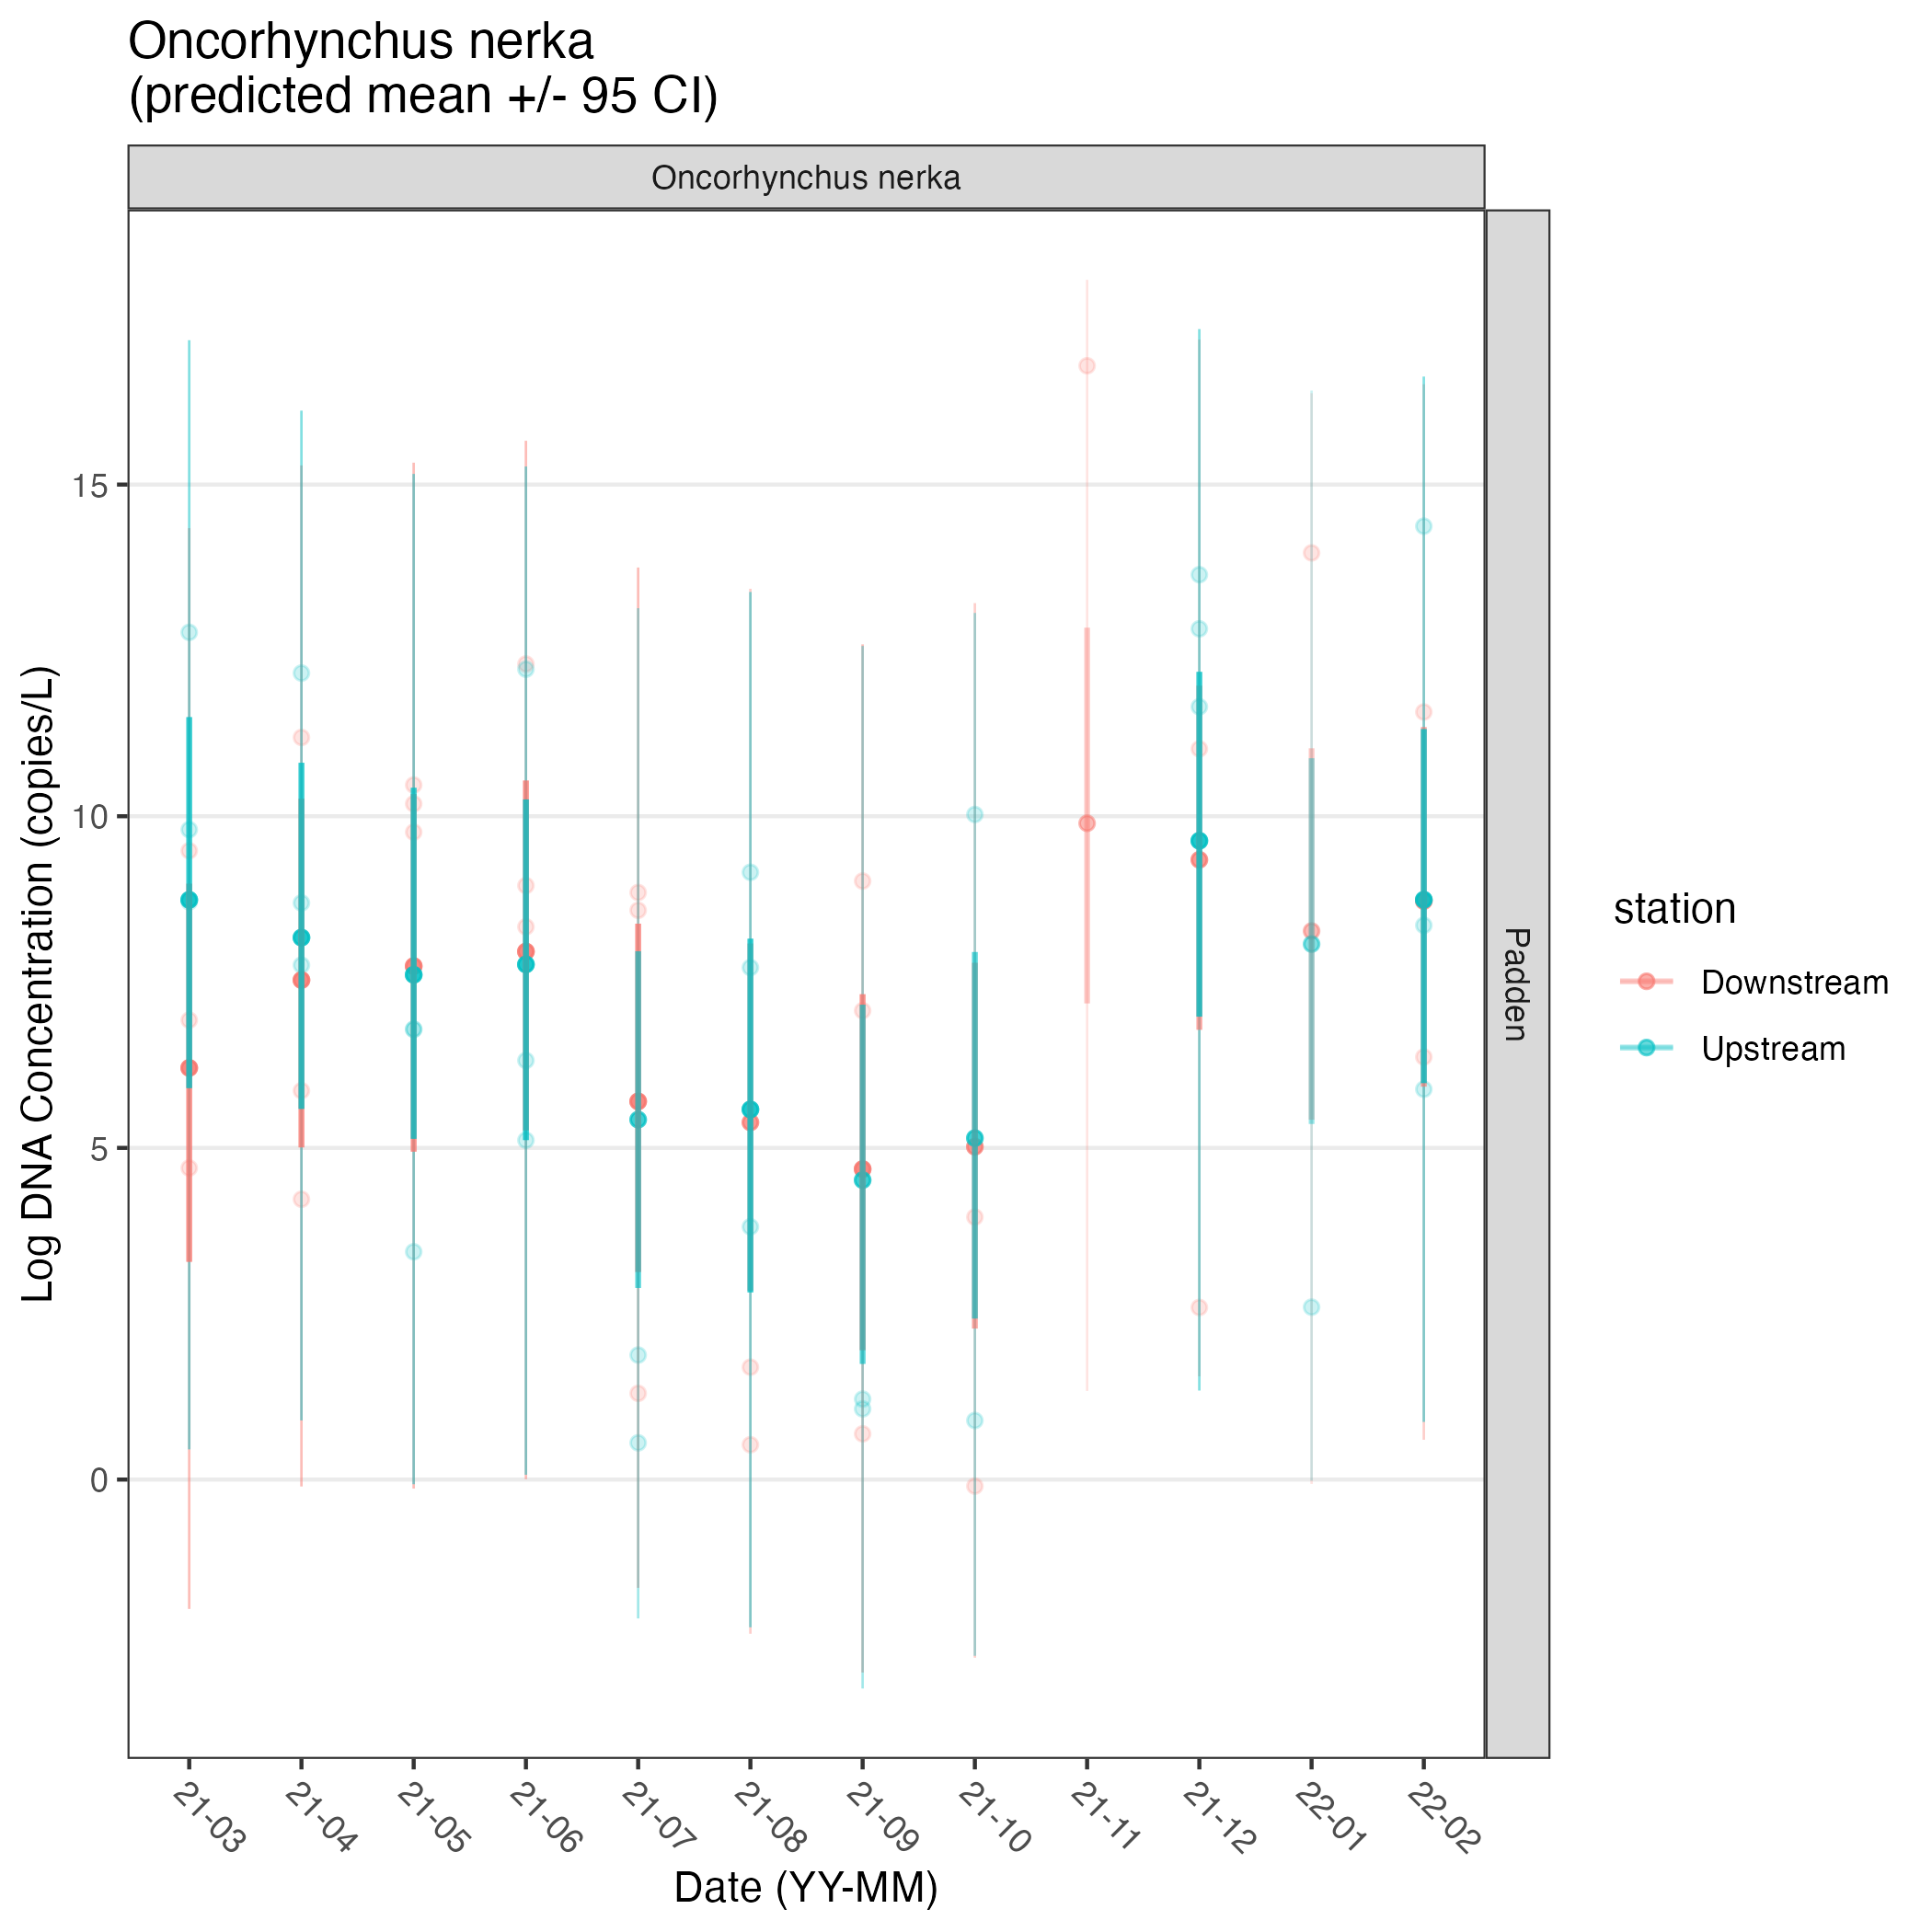 Oncorhynchus nerka
(predicted mean +/- 95 CI)
Oncorhynchus nerka
Padden
Log DNA Concentration (copies/L)
15
10
5
0
21-03
21-04
21-05
21-06
21-07
21-08
21-09
21-10
21-11
21-12
22-01
22-02
Date (YY-MM)
station
Downstream
Upstream